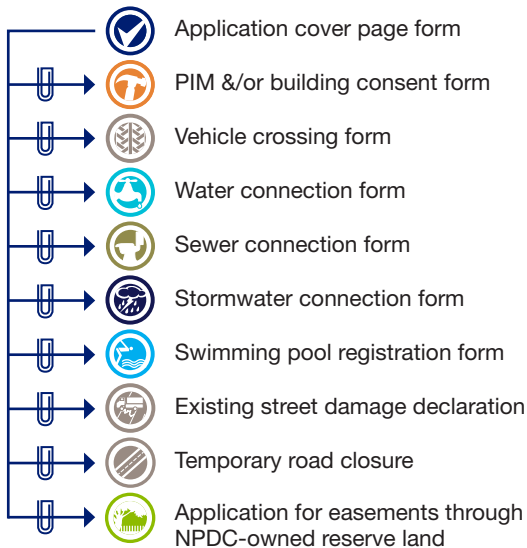 Application cover page form
PIM &/or building consent form
Vehicle crossing form
Water connection form
Sewer connection form
Stormwater connection form
Swimming pool registration form
Existing street damage declaration
Temporary road closure
Application for easements through
NPDC-owned reserve land